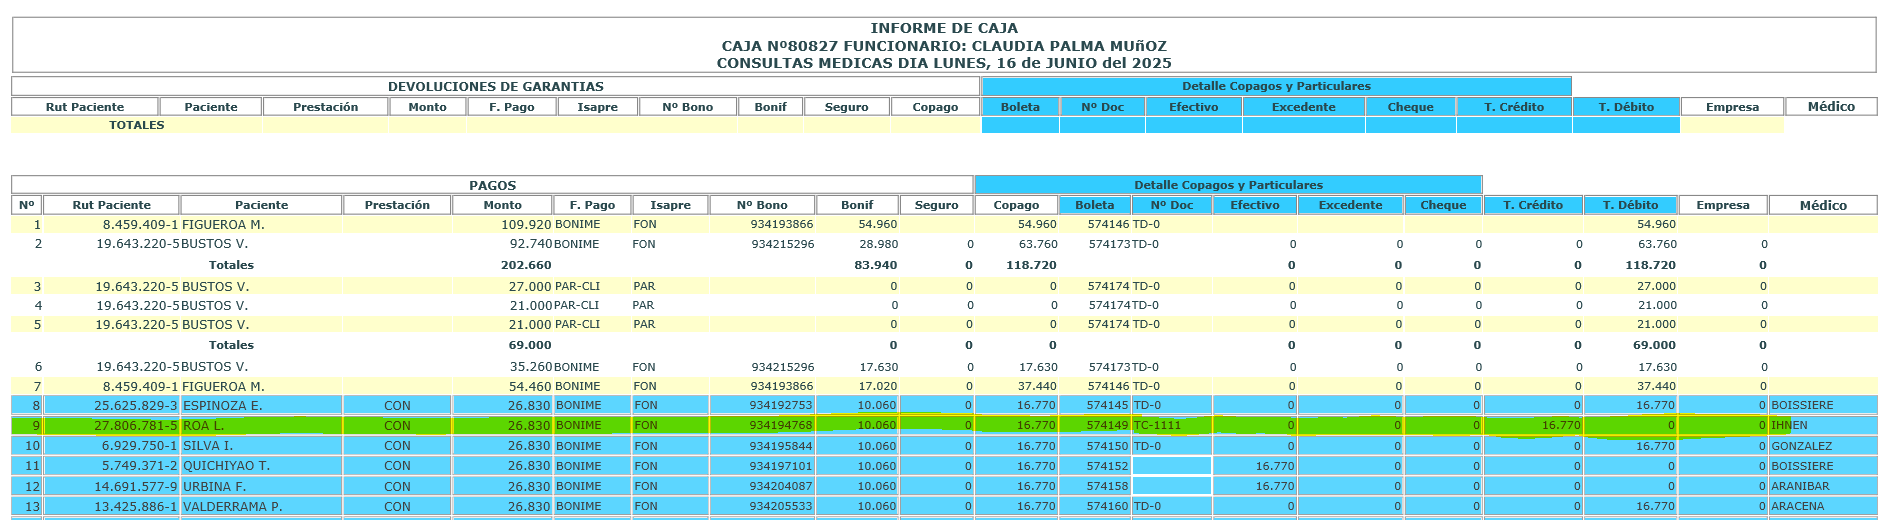 INFORME DE CAJA
CAJA Nº80827 FUNCIONARIO: CLAUDIA PALMA MUñOZ
CONSULTAS MEDICAS DIA LUNES, 16 de JUNIO del 2025
DEVOLUCIONES DE GARANTIAS Detalle Copagos y Particulares
Rut Paciente Paciente Prestación Monto F. Pago Isapre Nº Bono Bonif Seguro Copago Boleta Nº Doc Efectivo Excedente Cheque T. Crédito T. Débito Empresa Médico
TOTALES
PAGOS Detalle Copagos y Particulares
Nº Rut Paciente Paciente Prestación Monto F. Pago Isapre Nº Bono Bonif Seguro Copago Boleta Nº Doc Efectivo Excedente Cheque T. Crédito T. Débito Empresa Médico
1 8.459.409-1 FIGUEROA M. 109.920 BONIME FON 934193866 54.960 54.960 574146 TD-0 54.960
2 19.643.220-5 BUSTOS V. 92.740 BONIME FON 934215296 28.980 0 63.760 574173 TD-0 0 0 0 0 63.760 0
Totales 202.660 83.940 0 118.720 0 0 0 0 118.720 0
3 19.643.220-5 BUSTOS V. 27.000 PAR-CLI PAR 0 0 0 574174 TD-0 0 0 0 0 27.000 0
4 19.643.220-5 BUSTOS V. 21.000 PAR-CLI PAR 0 0 0 574174 TD-0 0 0 0 0 21.000 0
5 19.643.220-5 BUSTOS V. 21.000 PAR-CLI PAR 0 0 0 574174 TD-0 0 0 0 0 21.000 0
Totales 69.000 0 0 0 0 0 0 0 69.000 0
6 19.643.220-5 BUSTOS V. 35.260 BONIME FON 934215296 17.630 0 17.630 574173 TD-0 0 0 0 0 17.630 0
7 8.459.409-1 FIGUEROA M. 54.460 BONIME FON 934193866 17.020 0 37.440 574146 TD-0 0 0 0 0 37.440 0
8 25.625.829-3 ESPINOZA E. CON 26.830 BONIME FON 934192753 10.060 0 16.770 574145 TD-0 0 0 0 0 16.770 0 BOISSIERE
9 27.806.781-5 ROA L. CON 26.830 BONIME FON 934194768 10.060 0 16.770 574149 TC-1111 0 0 0 16.770 0 0 IHNEN
10 6.929.750-1 SILVA I. CON 26.830 BONIME FON 934195844 10.060 0 16.770 574150 TD-0 0 0 0 0 16.770 0 GONZALEZ
11 5.749.371-2 QUICHIYAO T. CON 26.830 BONIME FON 934197101 10.060 0 16.770 574152 16.770 0 0 0 0 0 BOISSIERE
12 14.691.577-9 URBINA F. CON 26.830 BONIME FON 934204087 10.060 0 16.770 574158 16.770 0 0 0 0 0 ARANIBAR
13 13.425.886-1 VALDERRAMA P. CON 26.830 BONIME FON 934205533 10.060 0 16.770 574160 TD-0 0 0 0 0 16.770 0 ARACENA